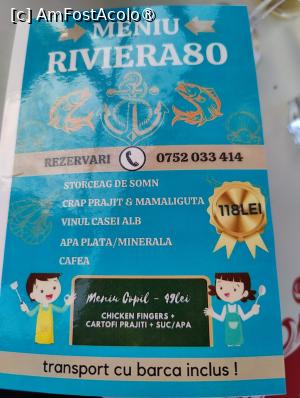 [c] AmFostAcolo®
MENIU
RIVIERA80
REZERVARI 0752 033 414
STORCEAG DE SOMN
CRAP PRAJIT & MAMALIGUTA
VINUL CASEI ALB
APA PLATA/MINERALA
CAFEA
118LEI
Meniu Copil - 49lei
CHICKEN FINGERS +
CARTOFI PRAJITI + SUC/APA
transport cu barca inclus !